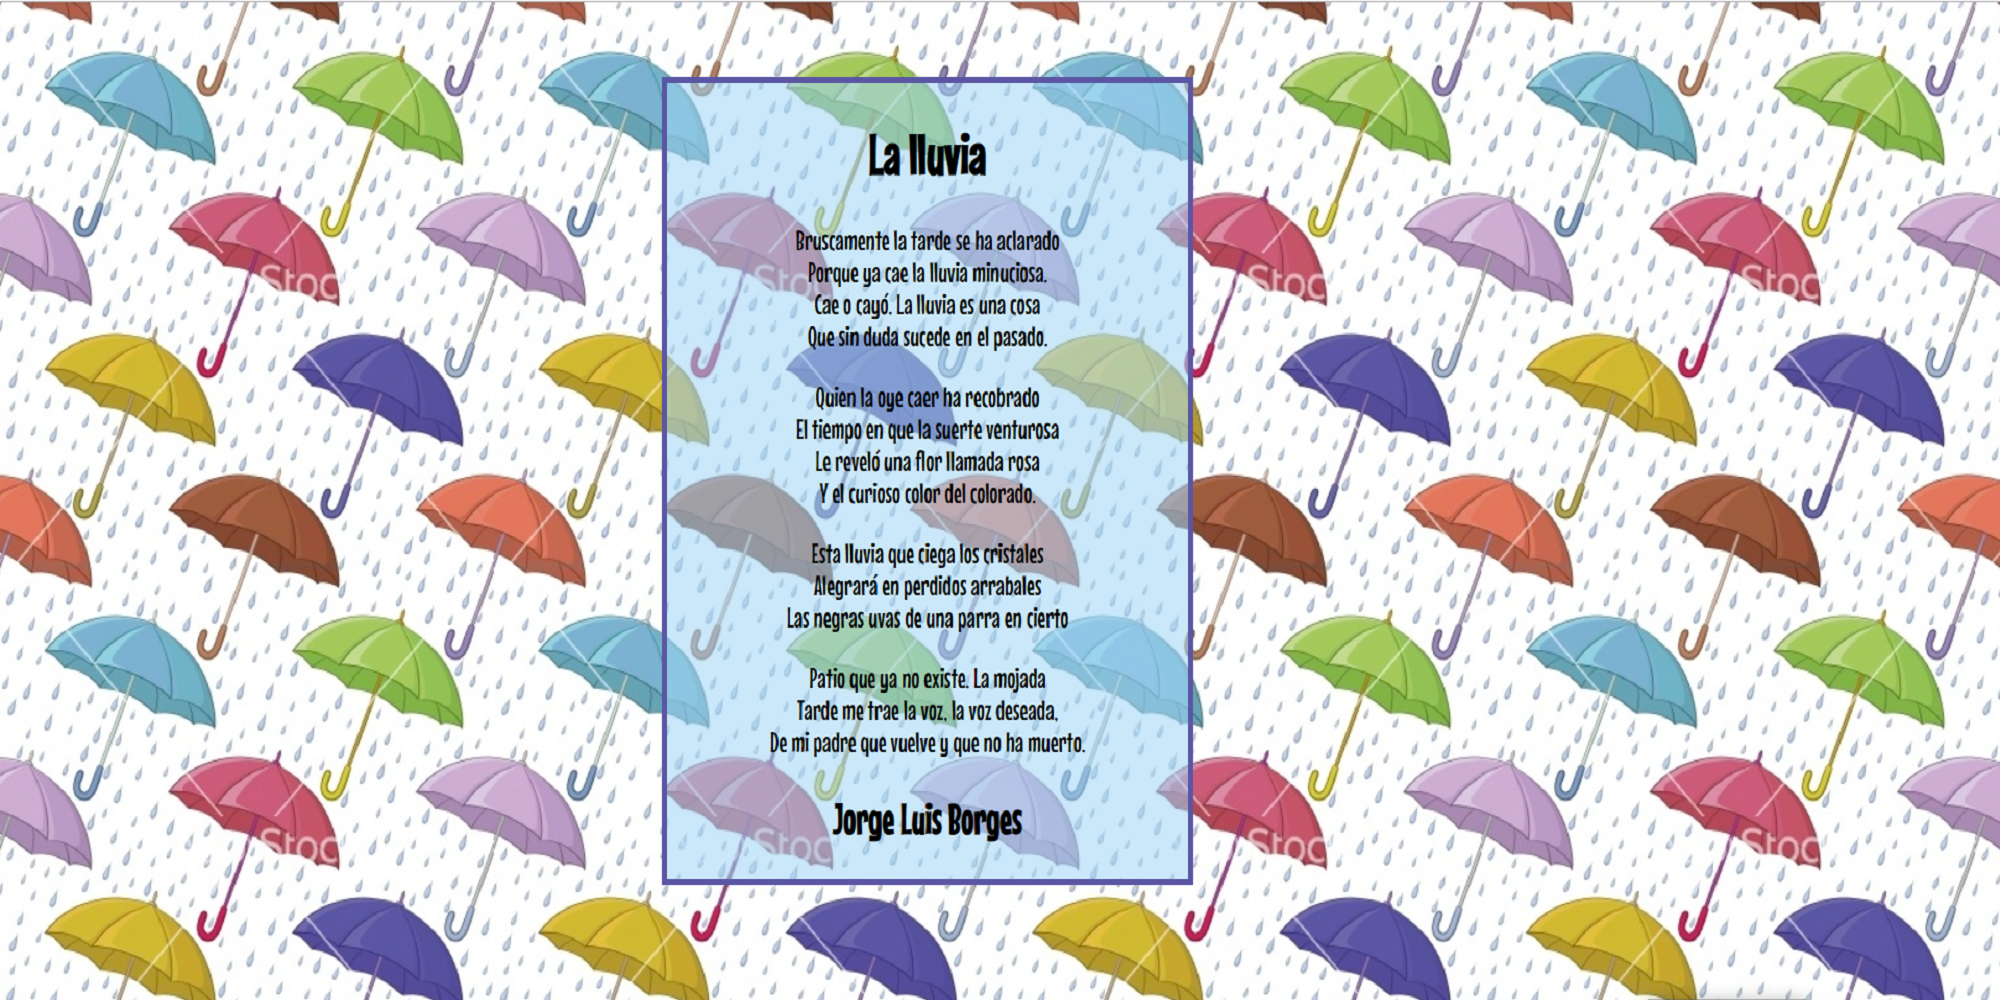 La lluvia
Bruscamente la tarde se ha aclarado
Porque ya cae la lluvia minuciosa.
Cae o cayó. La lluvia es una cosa
Que sin duda sucede en el pasado.
Quien la oye caer ha recobrado
El tiempo en que la suerte venturosa
Le reveló una flor llamada rosa
Y el curioso color del colorado.
Esta lluvia que ciega los cristales
Alegrará en perdidos arrabales
Las negras uvas de una parra en cierto
Patio que ya no existe. La mojada
Tarde me trae la voz, la voz deseada,
De mi padre que vuelve y que no ha muerto.
Jorge Luis Borges
Stoc
Stoc
Stoc
Stoc
Stoc
Stoc
Stoc
Stoc